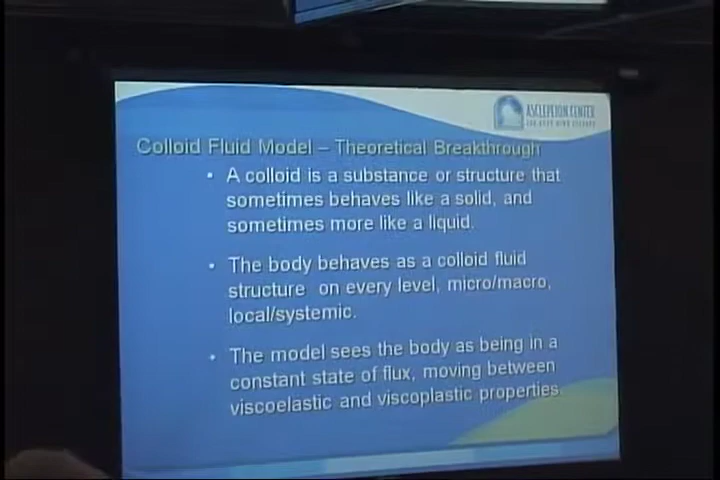 ASCLEPEION CENTER
Colloid Fluid Model – Theoretical Breakthrough
• A colloid is a substance or structure that
sometimes behaves like a solid, and
sometimes more like a liquid.
• The body behaves as a colloid fluid
structure on every level, micro/macro,
local/systemic.
• The model sees the body as being in a
constant state of flux, moving between
viscoelastic and viscoplastic properties.